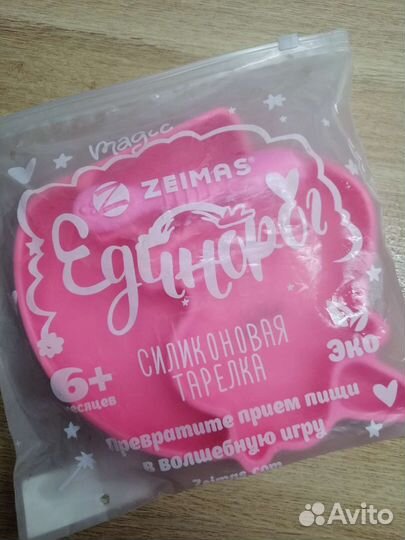 magic
ZEIMAS®
Единорог
СИЛИКОНОВАЯ
ТАРЕЛКА
6+
месяцев
ЭКО
Превратите прием пищи
в волшебную игру
Zeimas.com
Avito